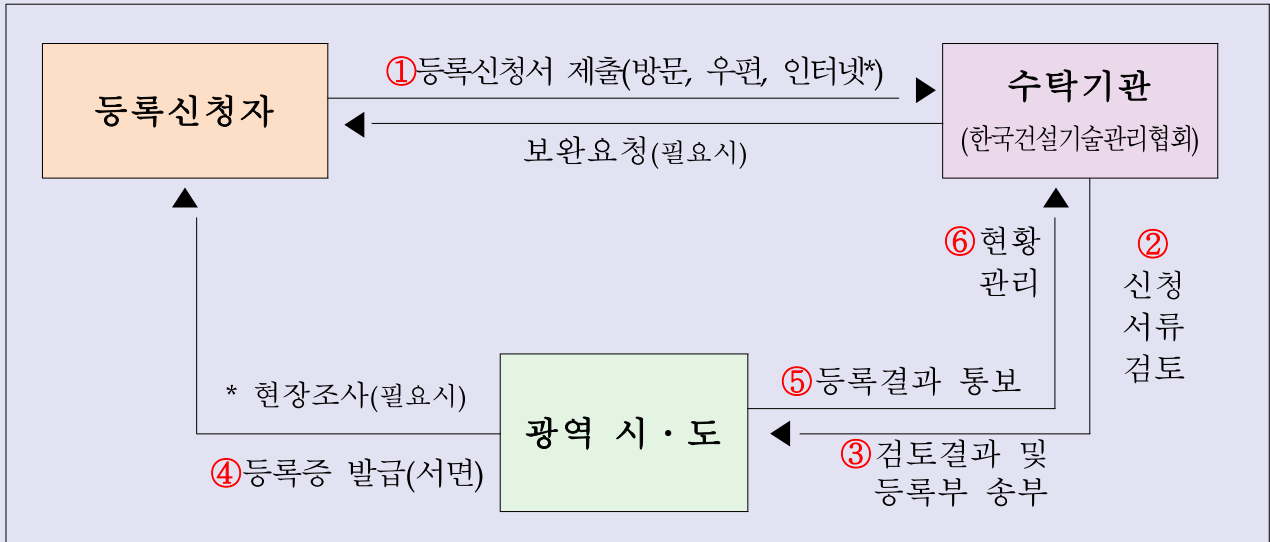 등록신청자
①등록신청서 제출(방문, 우편, 인터넷*)
보완요청(필요시)
수탁기관
(한국건설기술관리협회)
⑥현황
관리
②
신청
서류
검토
* 현장조사(필요시)
④등록증 발급(서면)
광역 시·도
⑤등록결과 통보
③검토결과 및
등록부 송부